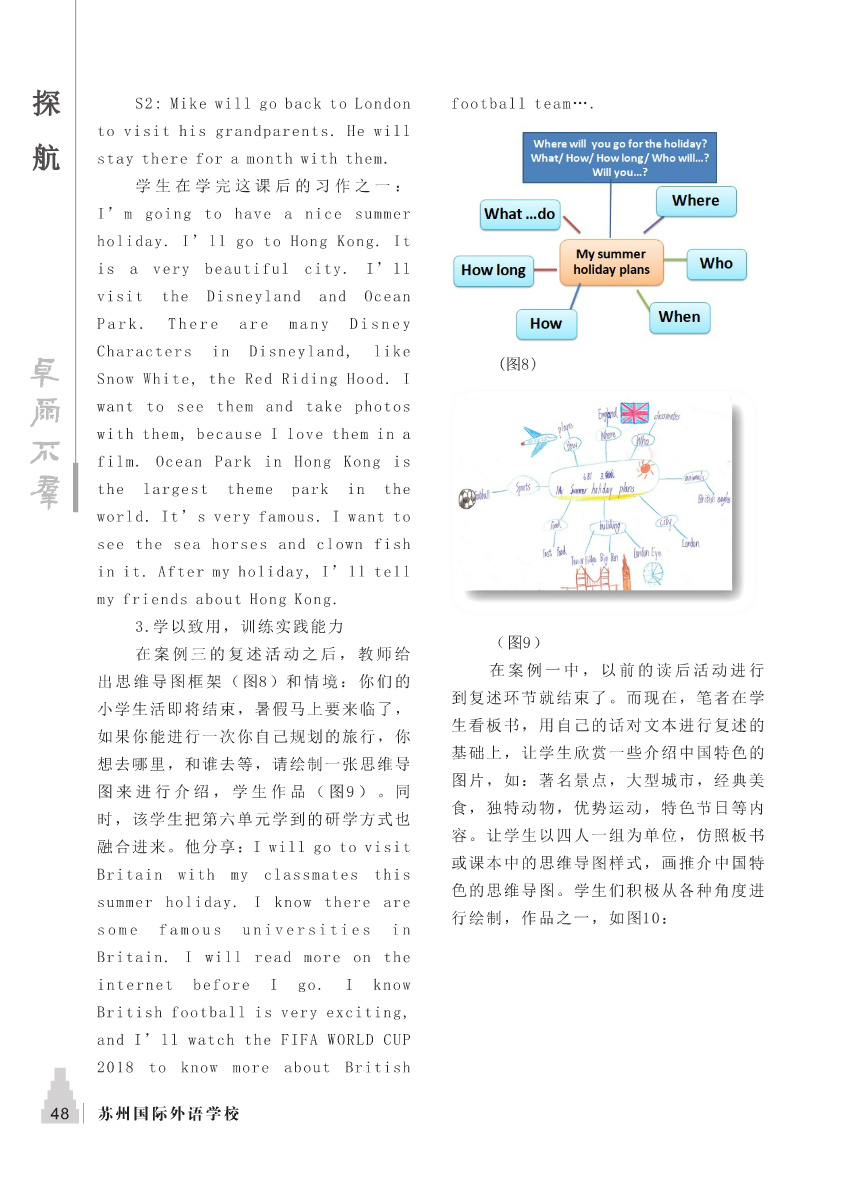 探
航
卓
爾
不
羣
S2: Mike will go back to London
to visit his grandparents. He will
stay there for a month with them.
学生在学完这课后的习作之一：
I’m going to have a nice summer
holiday. I’ll go to Hong Kong. It
is a very beautiful city. I’ll
visit the Disneyland and Ocean
Park. There are many Disney
Characters in Disneyland, like
Snow White, the Red Riding Hood. I
want to see them and take photos
with them, because I love them in a
film. Ocean Park in Hong Kong is
the largest theme park in the
world. It’s very famous. I want to
see the sea horses and clown fish
in it. After my holiday, I’ll tell
my friends about Hong Kong.
3.学以致用，训练实践能力
在案例三的复述活动之后，教师给
出思维导图框架（图8）和情境：你们的
小学生活即将结束，暑假马上要来临了，
如果你能进行一次你自己规划的旅行，你
想去哪里，和谁去等，请绘制一张思维导
图来进行介绍，学生作品（图9）。同
时，该学生把第六单元学到的研学方式也
融合进来。他分享：I will go to visit
Britain with my classmates this
summer holiday. I know there are
some famous universities in
Britain. I will read more on the
internet before I go. I know
British football is very exciting,
and I’ll watch the FIFA WORLD CUP
2018 to know more about British
football team….
Where will you go for the holiday?
What/ How/ How long/ Who will...?
Will you...?
What ...do
Where
How long
My summer
holiday plans
Who
How
When
(图8)
England
classmates
plane
How
Where
Who
My Summer holiday plans
football
Sports
animals
British eagles
food
building
city
fast food
Tower Bridge
Big Ben
London Eye
London
（图9）
在案例一中，以前的读后活动进行
到复述环节就结束了。而现在，笔者在学
生看板书，用自己的话对文本进行复述的
基础上，让学生欣赏一些介绍中国特色的
图片，如：著名景点，大型城市，经典美
食，独特动物，优势运动，特色节日等内
容。让学生以四人一组为单位，仿照板书
或课本中的思维导图样式，画推介中国特
色的思维导图。学生们积极从各种角度进
行绘制，作品之一，如图10：
48
苏州国际外语学校